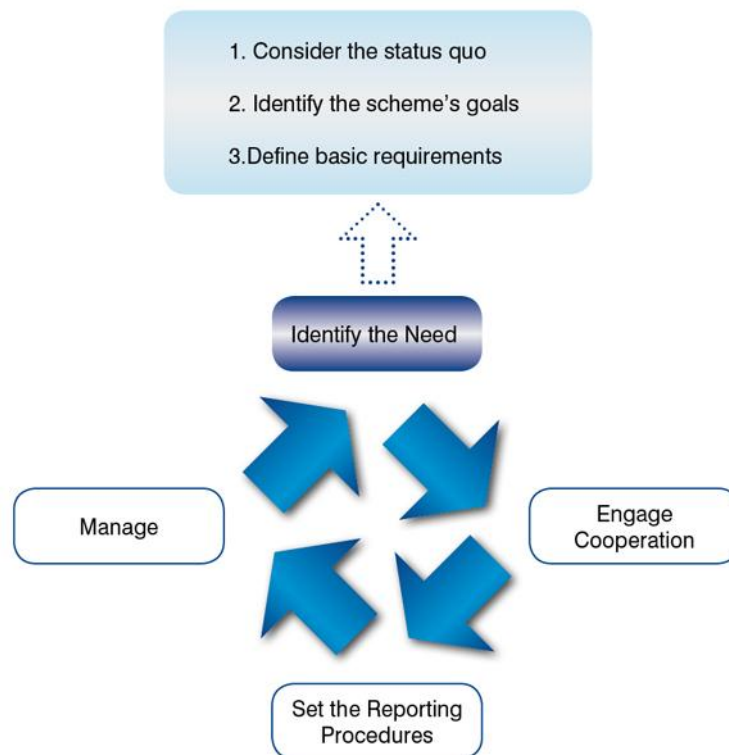 1. Consider the status quo
2. Identify the scheme’s goals
3.Define basic requirements
Identify the Need
Manage
Engage
Cooperation
Set the Reporting
Procedures